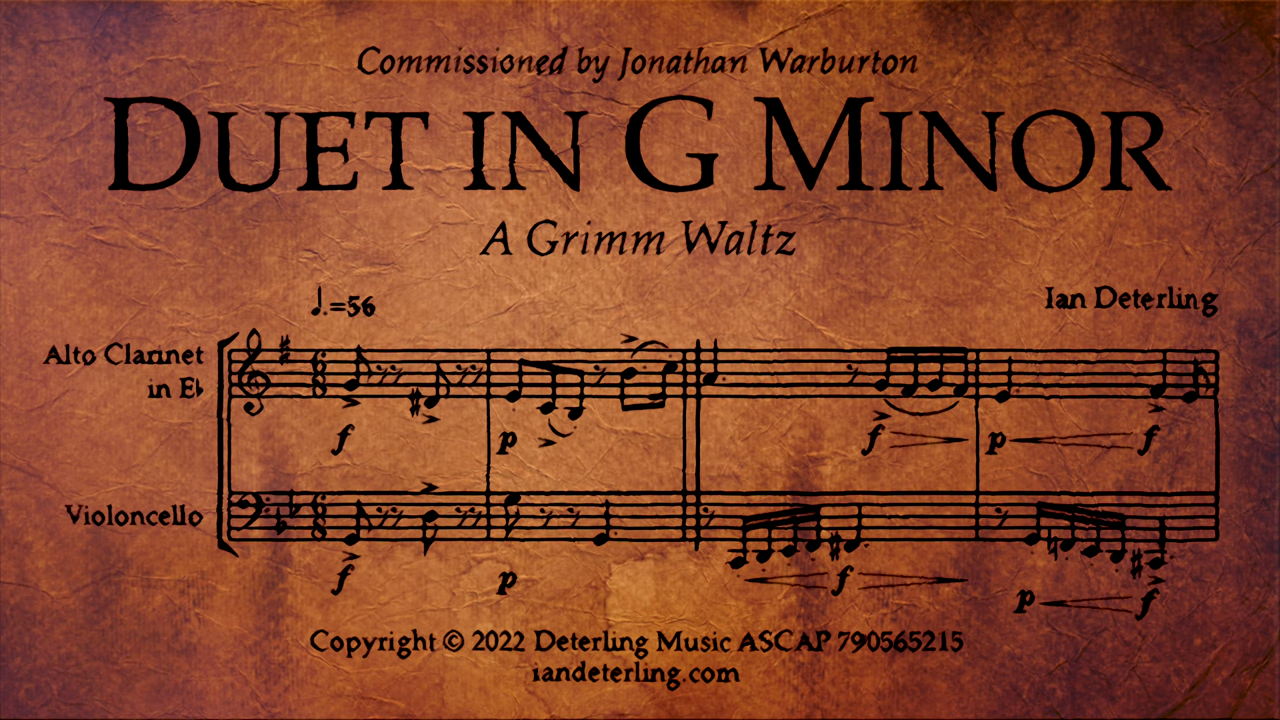 Commissioned by Jonathan Warburton
DUET IN G MINOR
A Grimm Waltz
♩.=56
Ian Deterling
Alto Clarinet
in E♭
f p f p f
Violoncello
f p f p f
Copyright © 2022 Deterling Music ASCAP 790565215
iandeterling.com